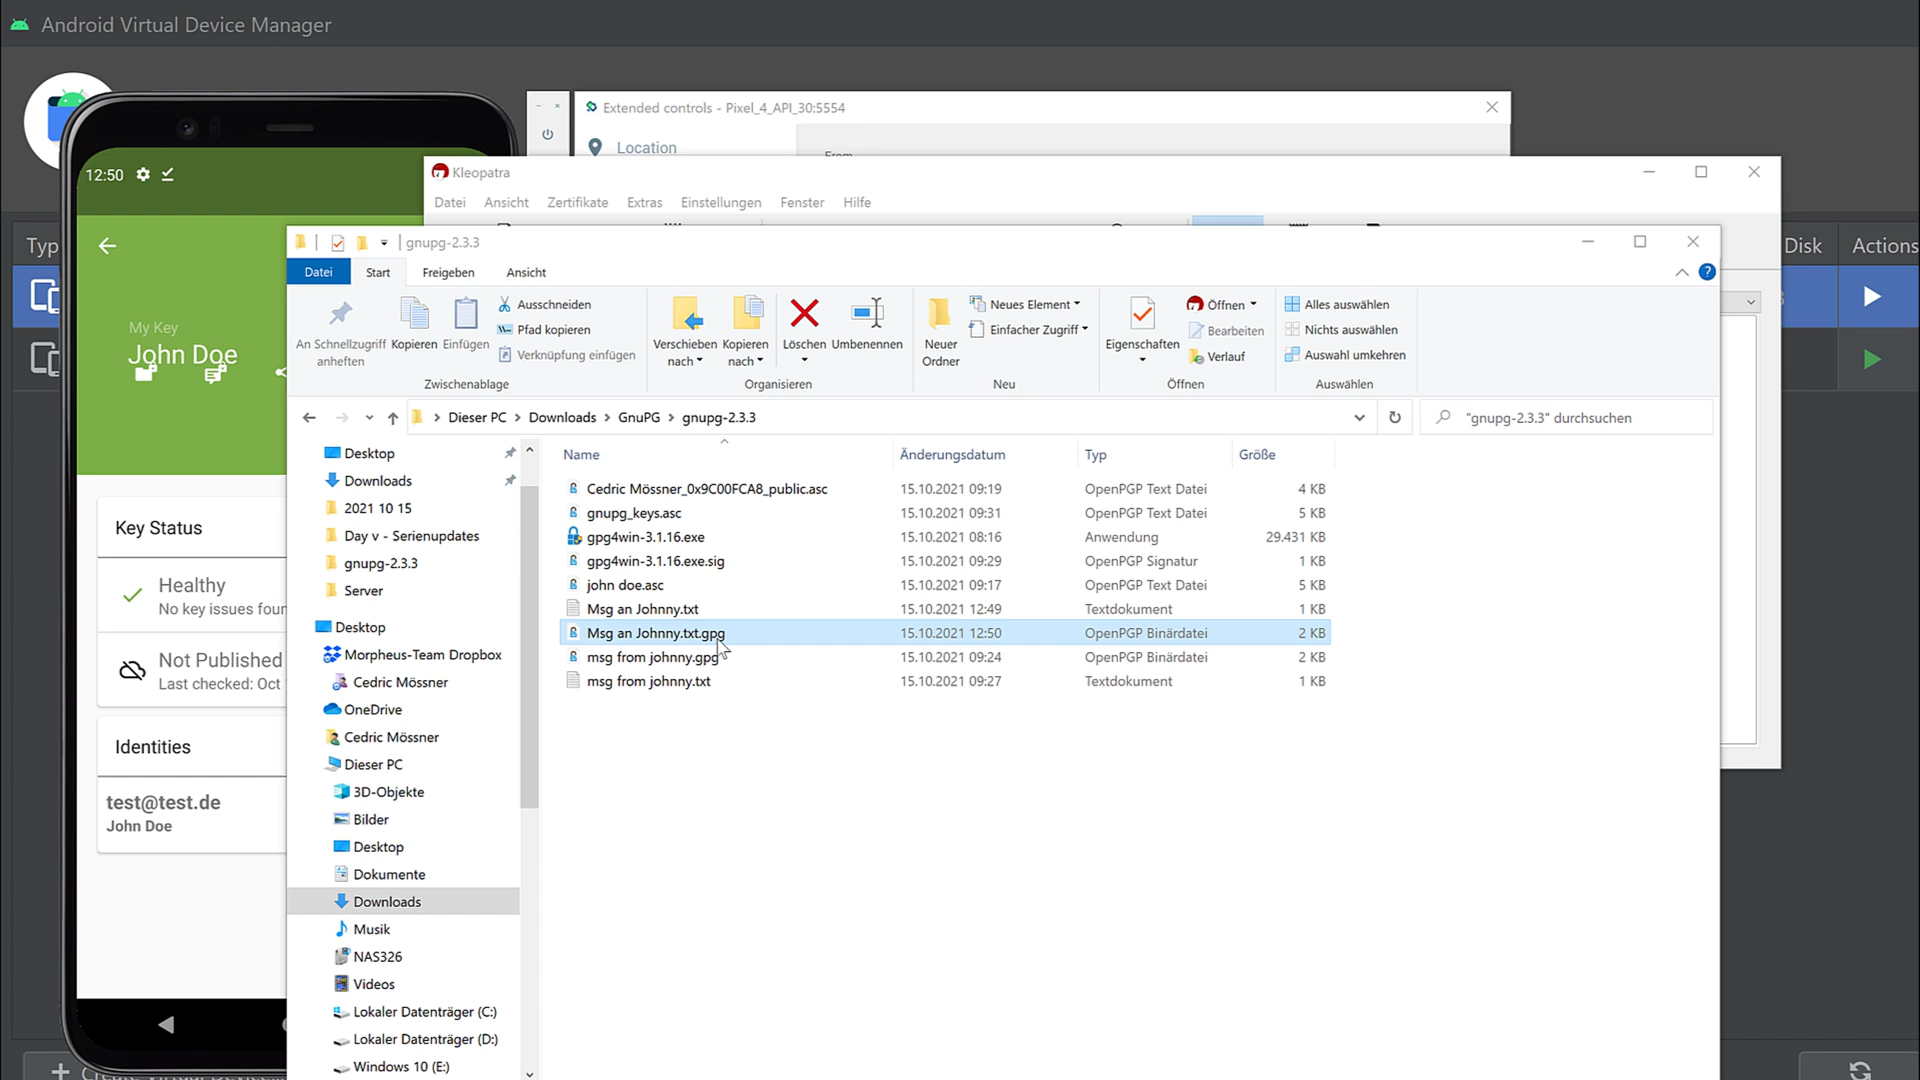 Android Virtual Device Manager
Extended controls - Pixel_4_API_30:5554
Location
12:50
Kleopatra
Datei Ansicht Zertifikate Extras Einstellungen Fenster Hilfe
gnupg-2.3.3
Datei Start Freigeben Ansicht
Disk Actions
My Key
John Doe
An Schnellzugriff anheften
Kopieren
Einfügen
Ausschneiden
Pfad kopieren
Verknüpfung einfügen
Zwischenablage
Verschieben nach
Kopieren nach
Löschen
Umbenennen
Organisieren
Neuer Ordner
Neues Element
Einfacher Zugriff
Neu
Eigenschaften
Öffnen
Bearbeiten
Verlauf
Öffnen
Alles auswählen
Nichts auswählen
Auswahl umkehren
Auswählen
Dieser PC > Downloads > GnuPG > gnupg-2.3.3
"gnupg-2.3.3" durchsuchen
Desktop
Downloads
2021 10 15
Day v - Serienupdates
gnupg-2.3.3
Server
Desktop
Morpheus-Team Dropbox
Cedric Mössner
OneDrive
Cedric Mössner
Dieser PC
3D-Objekte
Bilder
Desktop
Dokumente
Downloads
Musik
NAS326
Videos
Lokaler Datenträger (C:)
Lokaler Datenträger (D:)
Windows 10 (E:)
Name Änderungsdatum Typ Größe
Cedric Mössner_0x9C00FCA8_public.asc 15.10.2021 09:19 OpenPGP Text Datei 4 KB
gnupg_keys.asc 15.10.2021 09:31 OpenPGP Text Datei 5 KB
gpg4win-3.1.16.exe 15.10.2021 08:16 Anwendung 29.431 KB
gpg4win-3.1.16.exe.sig 15.10.2021 09:29 OpenPGP Signatur 1 KB
john doe.asc 15.10.2021 09:17 OpenPGP Text Datei 5 KB
Msg an Johnny.txt 15.10.2021 12:49 Textdokument 1 KB
Msg an Johnny.txt.gpg 15.10.2021 12:50 OpenPGP Binärdatei 2 KB
msg from johnny.gpg 15.10.2021 09:24 OpenPGP Binärdatei 2 KB
msg from johnny.txt 15.10.2021 09:27 Textdokument 1 KB
Key Status
Healthy
No key issues
Not Published
Last checked: Oct
Identities
test@test.de
John Doe